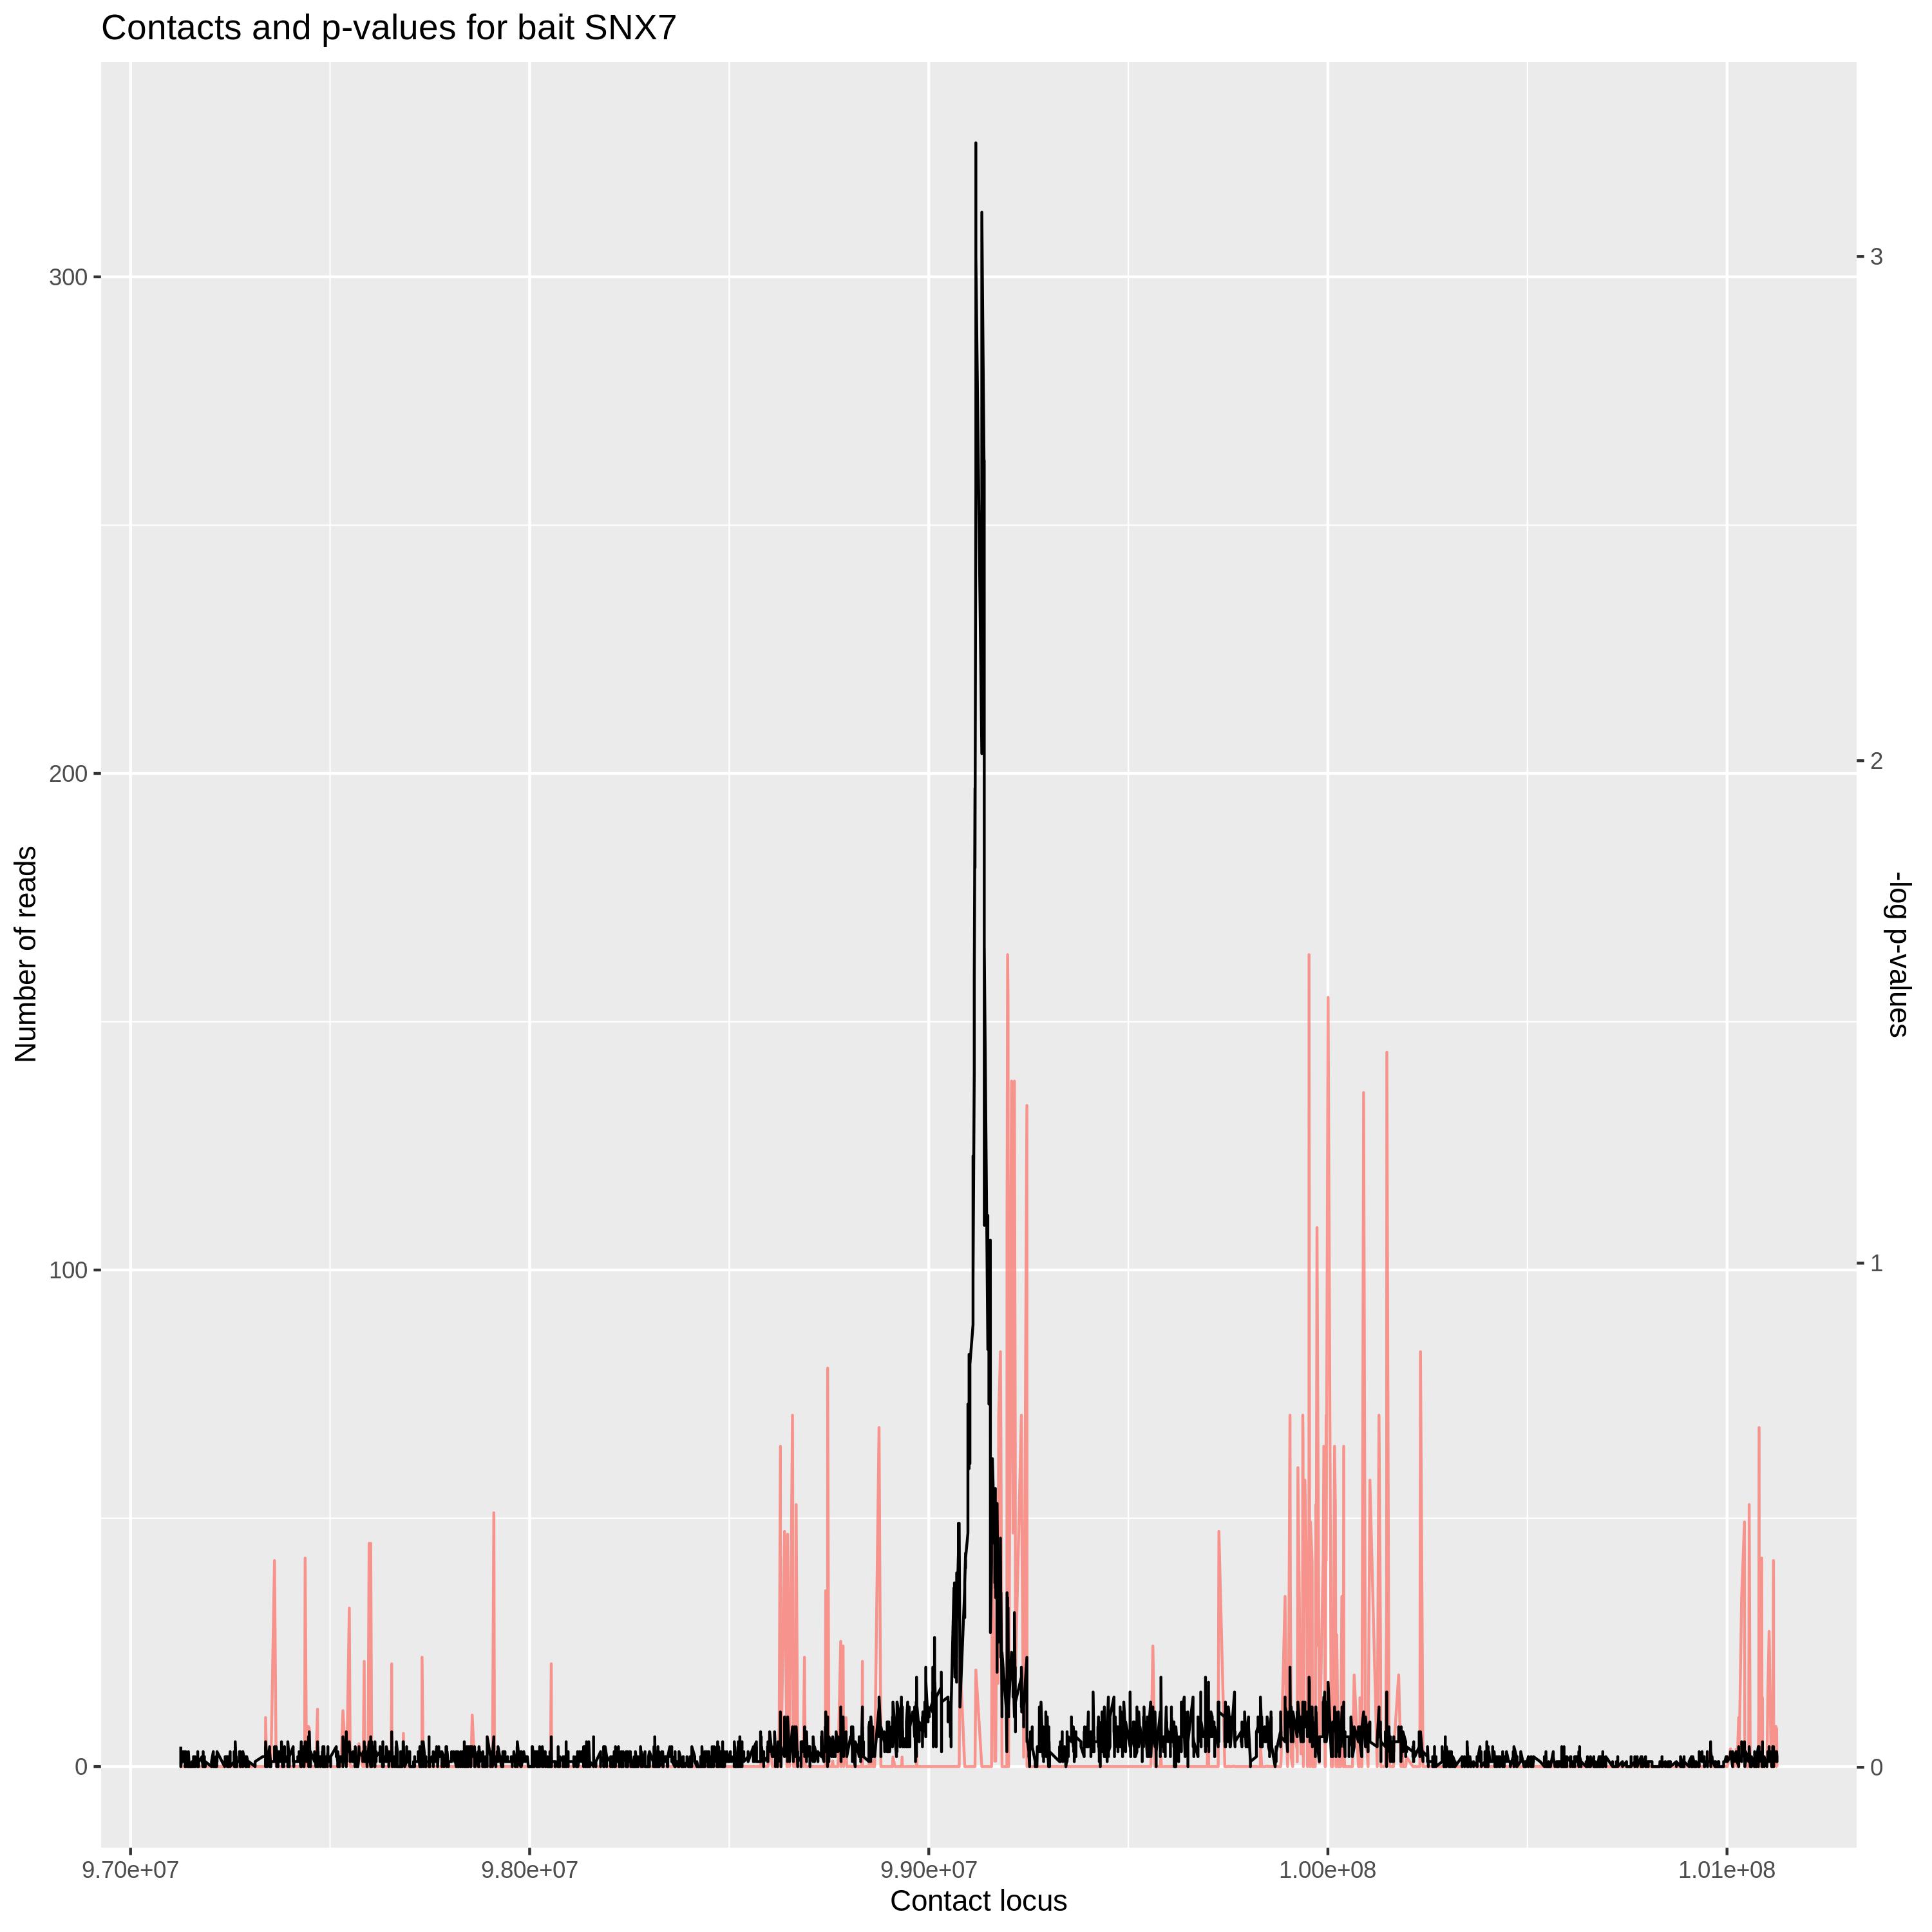 Contacts and p-values for bait SNX7
300
200
100
0
Number of reads
3
2
1
0
-log p-values
9.70e+07
9.80e+07
9.90e+07
1.00e+08
1.01e+08
Contact locus